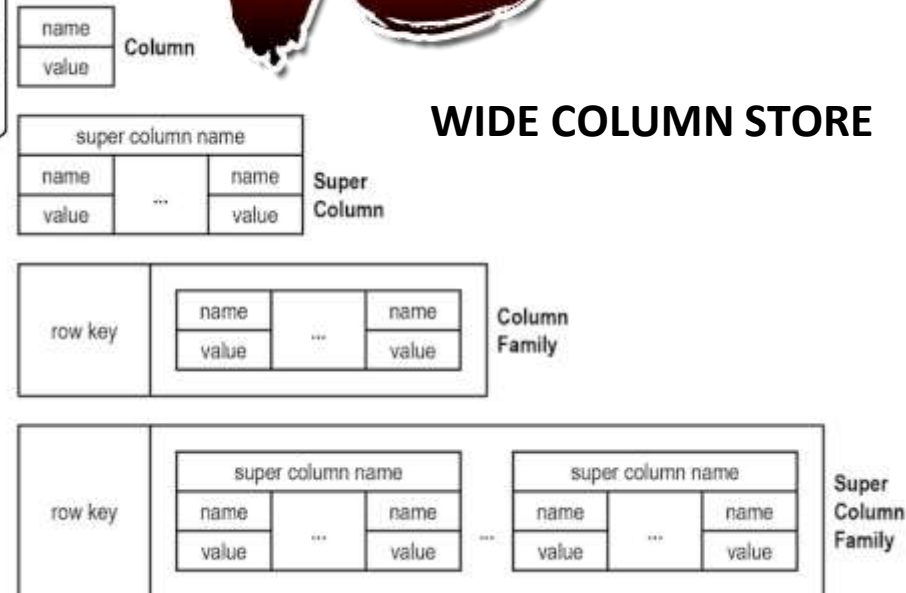 name
value
Column
WIDE COLUMN STORE
super column name
name ... name
value value
Super
Column
row key
name ... name
value value
Column
Family
row key
super column name
name ... name
value value
...
super column name
name ... name
value value
Super
Column
Family